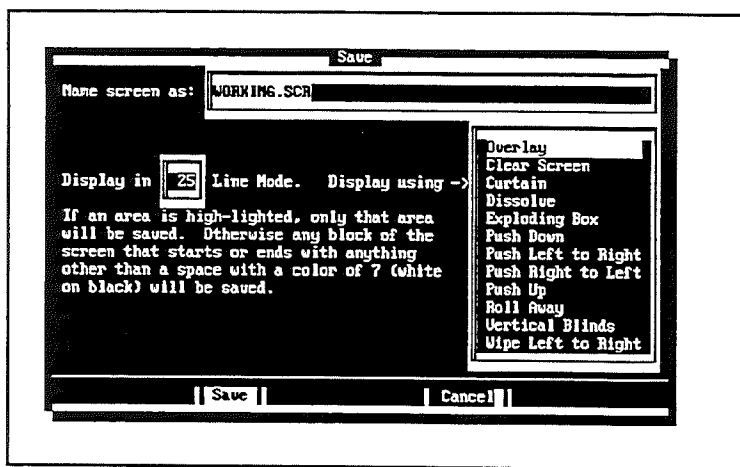 Save
Name screen as: WORKING.SCR
Display in 25 Line Mode. Display using ->
If an area is high-lighted, only that area
will be saved. Otherwise any block of the
screen that starts or ends with anything
other than a space with a color of 7 (white
on black) will be saved.
Overlay
Clear Screen
Curtain
Dissolve
Exploding Box
Push Down
Push Left to Right
Push Right to Left
Push Up
Roll Away
Vertical Blinds
Wipe Left to Right
Save
Cancel